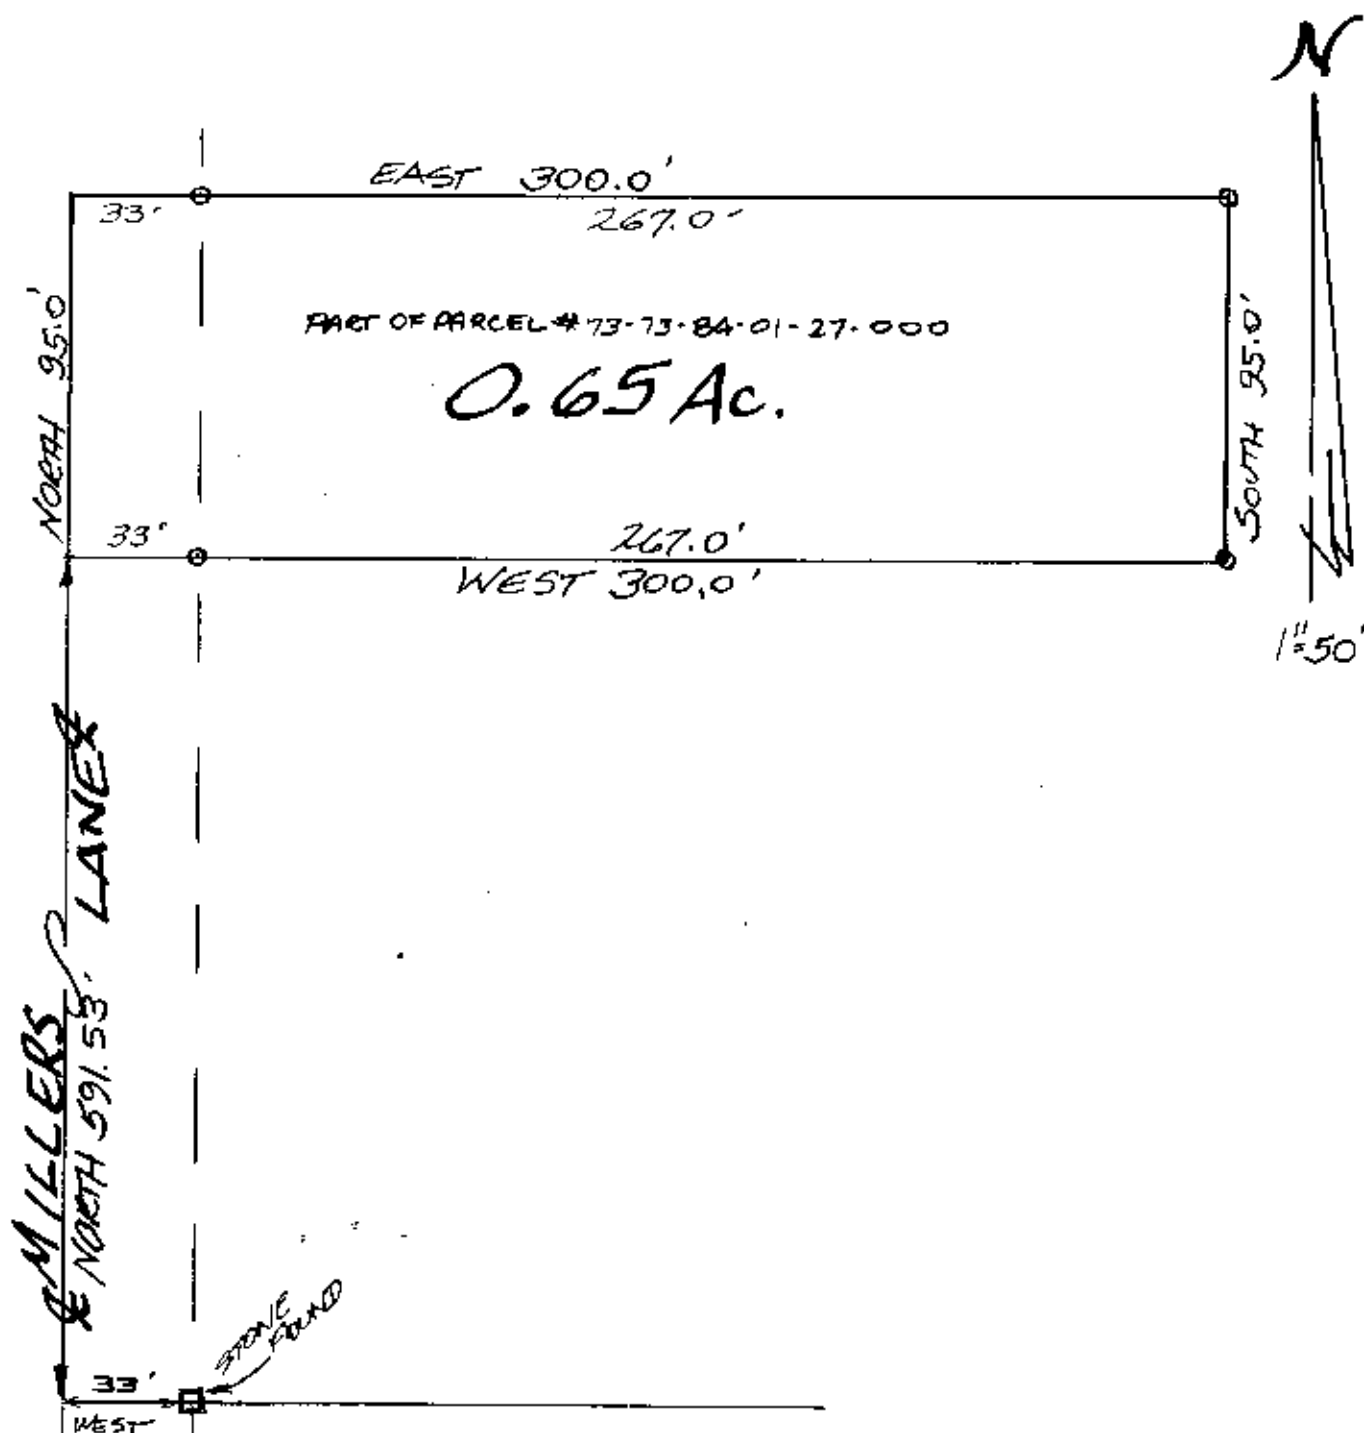 N
EAST 300.0'
33'
267.0'
NORTH 95.0'
PART OF PARCEL # 73-73-84-01-27-000
0.65 Ac.
SOUTH 95.0'
33'
267.0'
WEST 300.0'
1"=50'
℄ MILLERS LANE ℄
℄ NORTH 591.53'
STONE
FOUND
33'
WEST